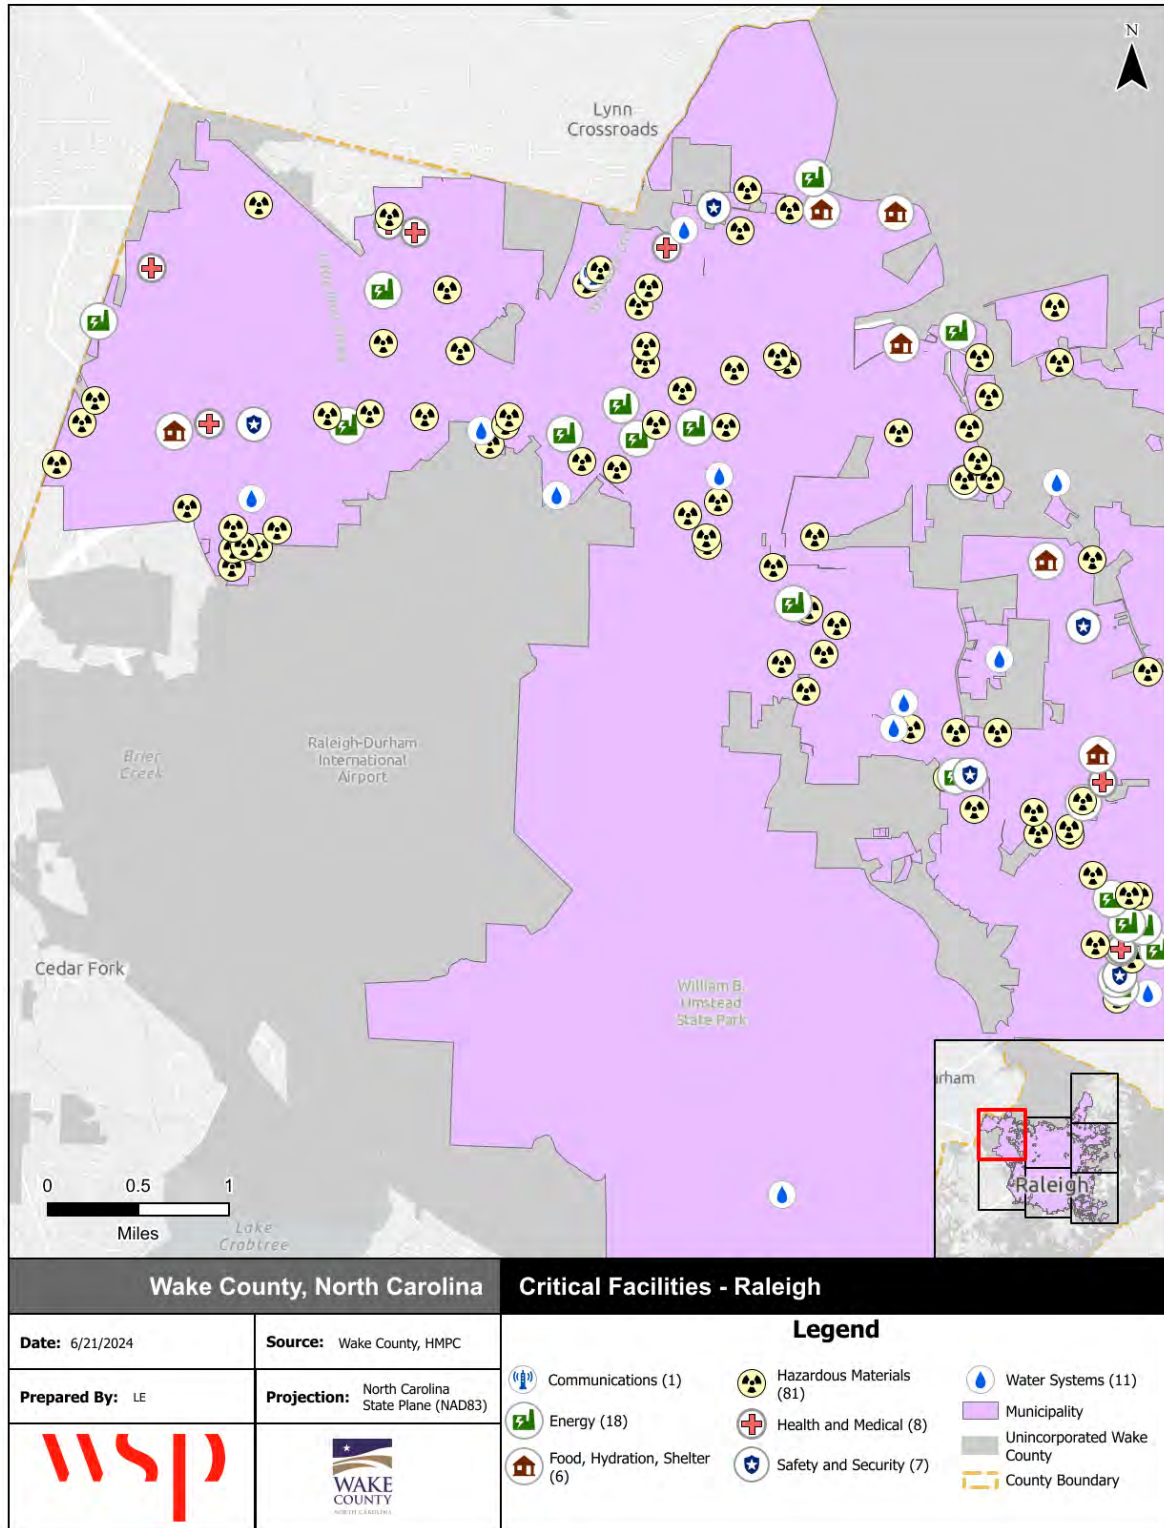 N
Lynn
Crossroads
Raleigh-Durham
International
Airport
Brier
Creek
Cedar Fork
William B.
Umstead
State Park
0 0.5 1
Miles
Lake
Crabtree
Raleigh
Wake County, North Carolina
Critical Facilities - Raleigh
Date: 6/21/2024
Source: Wake County, HMPC
Prepared By: LE
Projection: North Carolina
State Plane (NAD83)
wsp
WAKE
COUNTY
NORTH CAROLINA
Legend
Communications (1)
Energy (18)
Food, Hydration, Shelter
(6)
Hazardous Materials
(81)
Health and Medical (8)
Safety and Security (7)
Water Systems (11)
Municipality
Unincorporated Wake
County
County Boundary